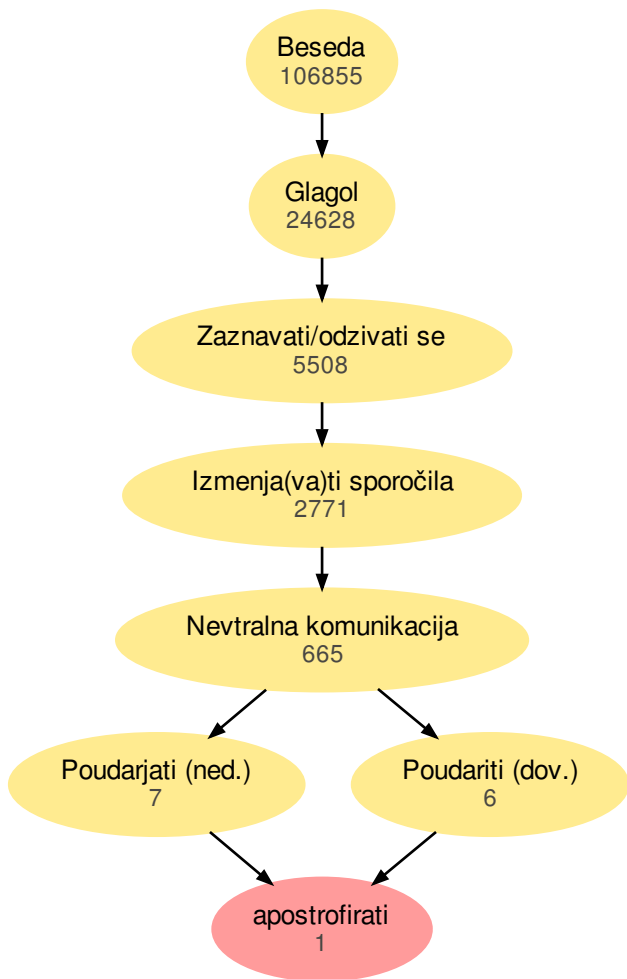 Beseda
106855
Glagol
24628
Zaznavati/odzivati se
5508
Izmenja(va)ti sporočila
2771
Nevtralna komunikacija
665
Poudarjati (ned.)
7
Poudariti (dov.)
6
apostrofirati
1